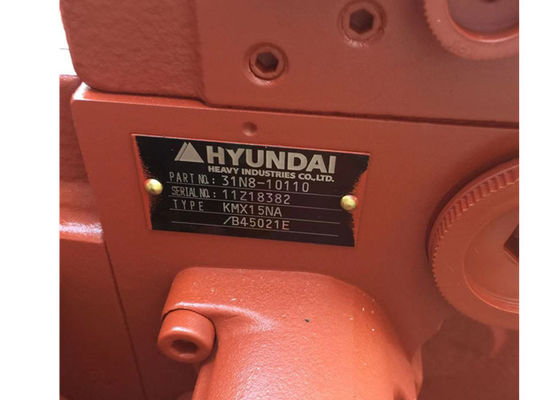 HYUNDAI
HEAVY INDUSTRIES CO.,LTD.
PART NO.: 31N8-10110
SERIAL NO.: 11Z18382
TYPE KMX15NA
/B45021E